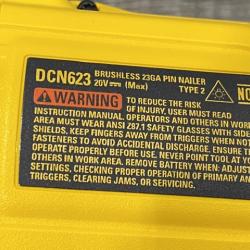 DCN623 BRUSHLESS 23GA PIN NAILER
20V (Max) TYPE 2
WARNING TO REDUCE THE RISK NO
OF INJURY, USER MUST READ
INSTRUCTION MANUAL. OPERATORS AND OTHERS IN WORK
AREA MUST WEAR ANSI Z87.1 SAFETY GLASSES WITH SIDE
SHIELDS. KEEP FINGERS AWAY FROM TRIGGERS WHEN NOT
FASTENERS TO AVOID ACCIDENTAL DISCHARGE. ENSURE
OPERATE PROPERLY BEFORE USE. NEVER POINT TOOL AT YO
OTHERS IN WORK AREA. REMOVE BATTERY WHEN: ADJUST
SETTINGS, CHECKING PROPER OPERATION OF PRIMARY AN
TRIGGERS, CLEARING JAMS, OR SERVICING.